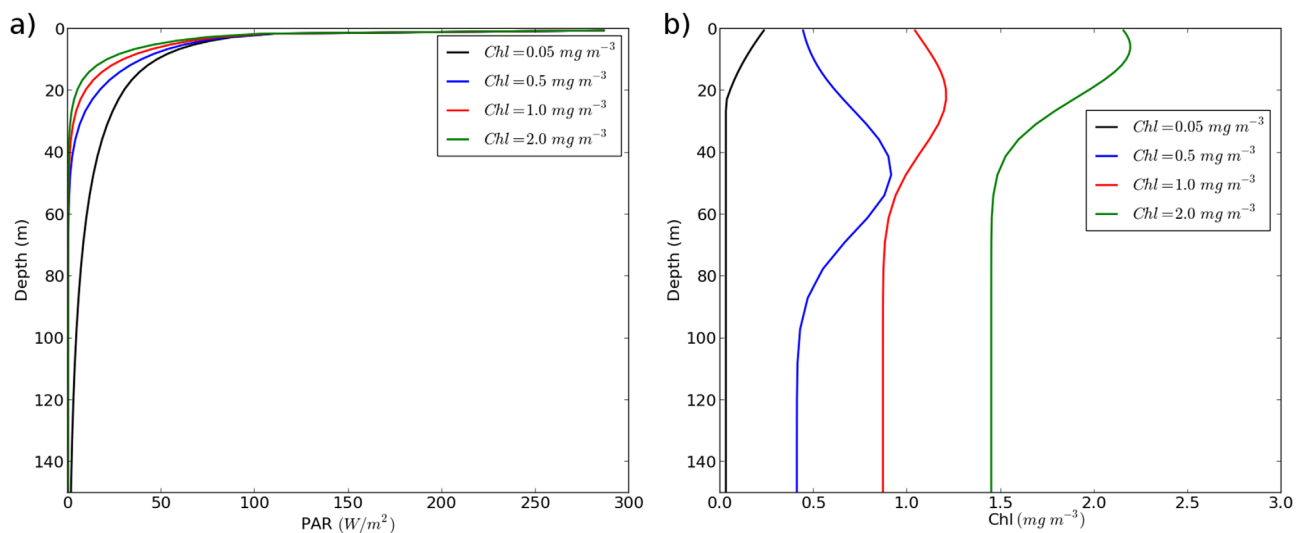 a)
0
20
40
60
80
100
120
140
Depth (m)
0
50
100
150
200
250
300
PAR (W/m²)
Chl=0.05 mg m⁻³
Chl=0.5 mg m⁻³
Chl=1.0 mg m⁻³
Chl=2.0 mg m⁻³
b)
0
20
40
60
80
100
120
140
Depth (m)
0.0
0.5
1.0
1.5
2.0
2.5
3.0
Chl (mg m⁻³)
Chl=0.05 mg m⁻³
Chl=0.5 mg m⁻³
Chl=1.0 mg m⁻³
Chl=2.0 mg m⁻³